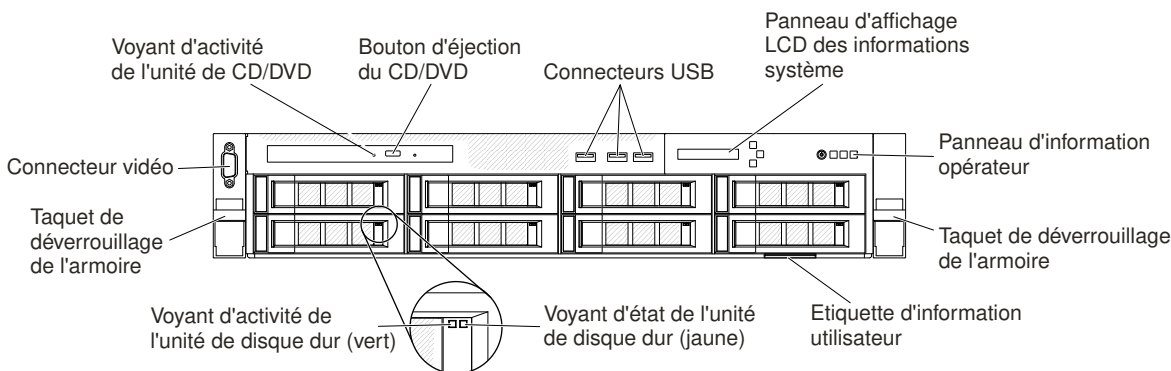 Voyant d'activité
de l'unité de CD/DVD
Bouton d'éjection
du CD/DVD
Connecteurs USB
Panneau d'affichage
LCD des informations
système
Connecteur vidéo
Panneau d'information
opérateur
Taquet de
déverrouillage
de l'armoire
Taquet de déverrouillage
de l'armoire
Voyant d'activité de
l'unité de disque dur (vert)
Voyant d'état de l'unité
de disque dur (jaune)
Etiquette d'information
utilisateur